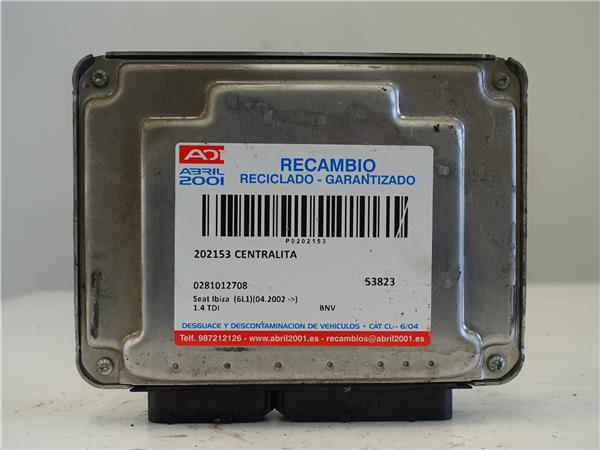 ADI
ABRIL
2001
RECAMBIO
RECICLADO - GARANTIZADO
P0202153
202153 CENTRALITA
0281012708 53823
Seat Ibiza (6L1)(04.2002 ->)
1.4 TDI BNV
DESGUACE Y DESCONTAMINACION DE VEHICULOS - CAT CL-- 6/04
Telf. 987212126 - www.abril2001.es - recambios@abril2001.es